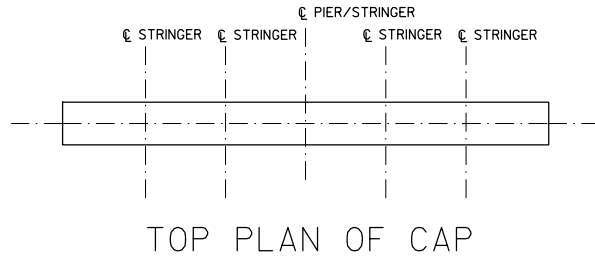 ℄ PIER/STRINGER
℄ STRINGER ℄ STRINGER ℄ STRINGER ℄ STRINGER
TOP PLAN OF CAP